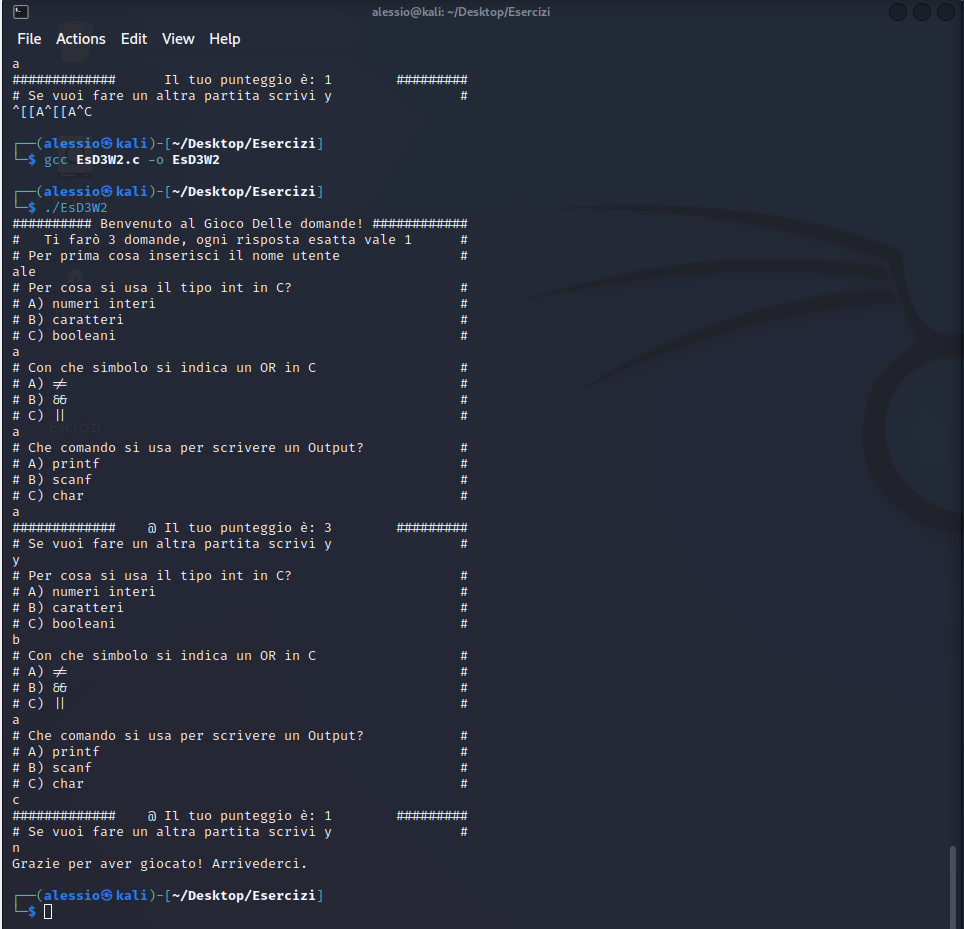 alessio@kali: ~/Desktop/Esercizi
File Actions Edit View Help
a
############# Il tuo punteggio è: 1 #########
# Se vuoi fare un altra partita scrivi y #
^[[A^[[A^C
┌──(alessio㉿kali)-[~/Desktop/Esercizi]
└─$ gcc EsD3W2.c -o EsD3W2
┌──(alessio㉿kali)-[~/Desktop/Esercizi]
└─$ ./EsD3W2
########## Benvenuto al Gioco Delle domande! ############
# Ti farò 3 domande, ogni risposta esatta vale 1 #
# Per prima cosa inserisci il nome utente #
ale
# Per cosa si usa il tipo int in C? #
# A) numeri interi #
# B) caratteri #
# C) booleani #
a
# Con che simbolo si indica un OR in C #
# A) != #
# B) && #
# C) || #
a
# Che comando si usa per scrivere un Output? #
# A) printf #
# B) scanf #
# C) char #
a
############# @ Il tuo punteggio è: 3 #########
# Se vuoi fare un altra partita scrivi y #
y
# Per cosa si usa il tipo int in C? #
# A) numeri interi #
# B) caratteri #
# C) booleani #
b
# Con che simbolo si indica un OR in C #
# A) != #
# B) && #
# C) || #
a
# Che comando si usa per scrivere un Output? #
# A) printf #
# B) scanf #
# C) char #
c
############# @ Il tuo punteggio è: 1 #########
# Se vuoi fare un altra partita scrivi y #
n
Grazie per aver giocato! Arrivederci.
┌──(alessio㉿kali)-[~/Desktop/Esercizi]
└─$
Esercizi